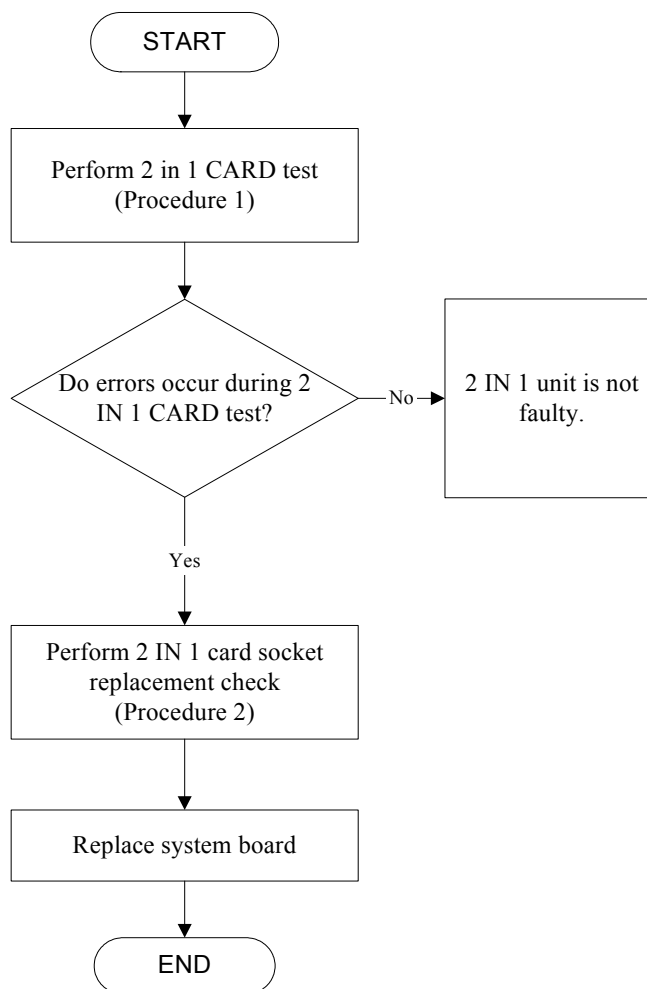 START
Perform 2 in 1 CARD test
(Procedure 1)
Do errors occur during 2
IN 1 CARD test?
No
2 IN 1 unit is not
faulty.
Yes
Perform 2 IN 1 card socket
replacement check
(Procedure 2)
Replace system board
END